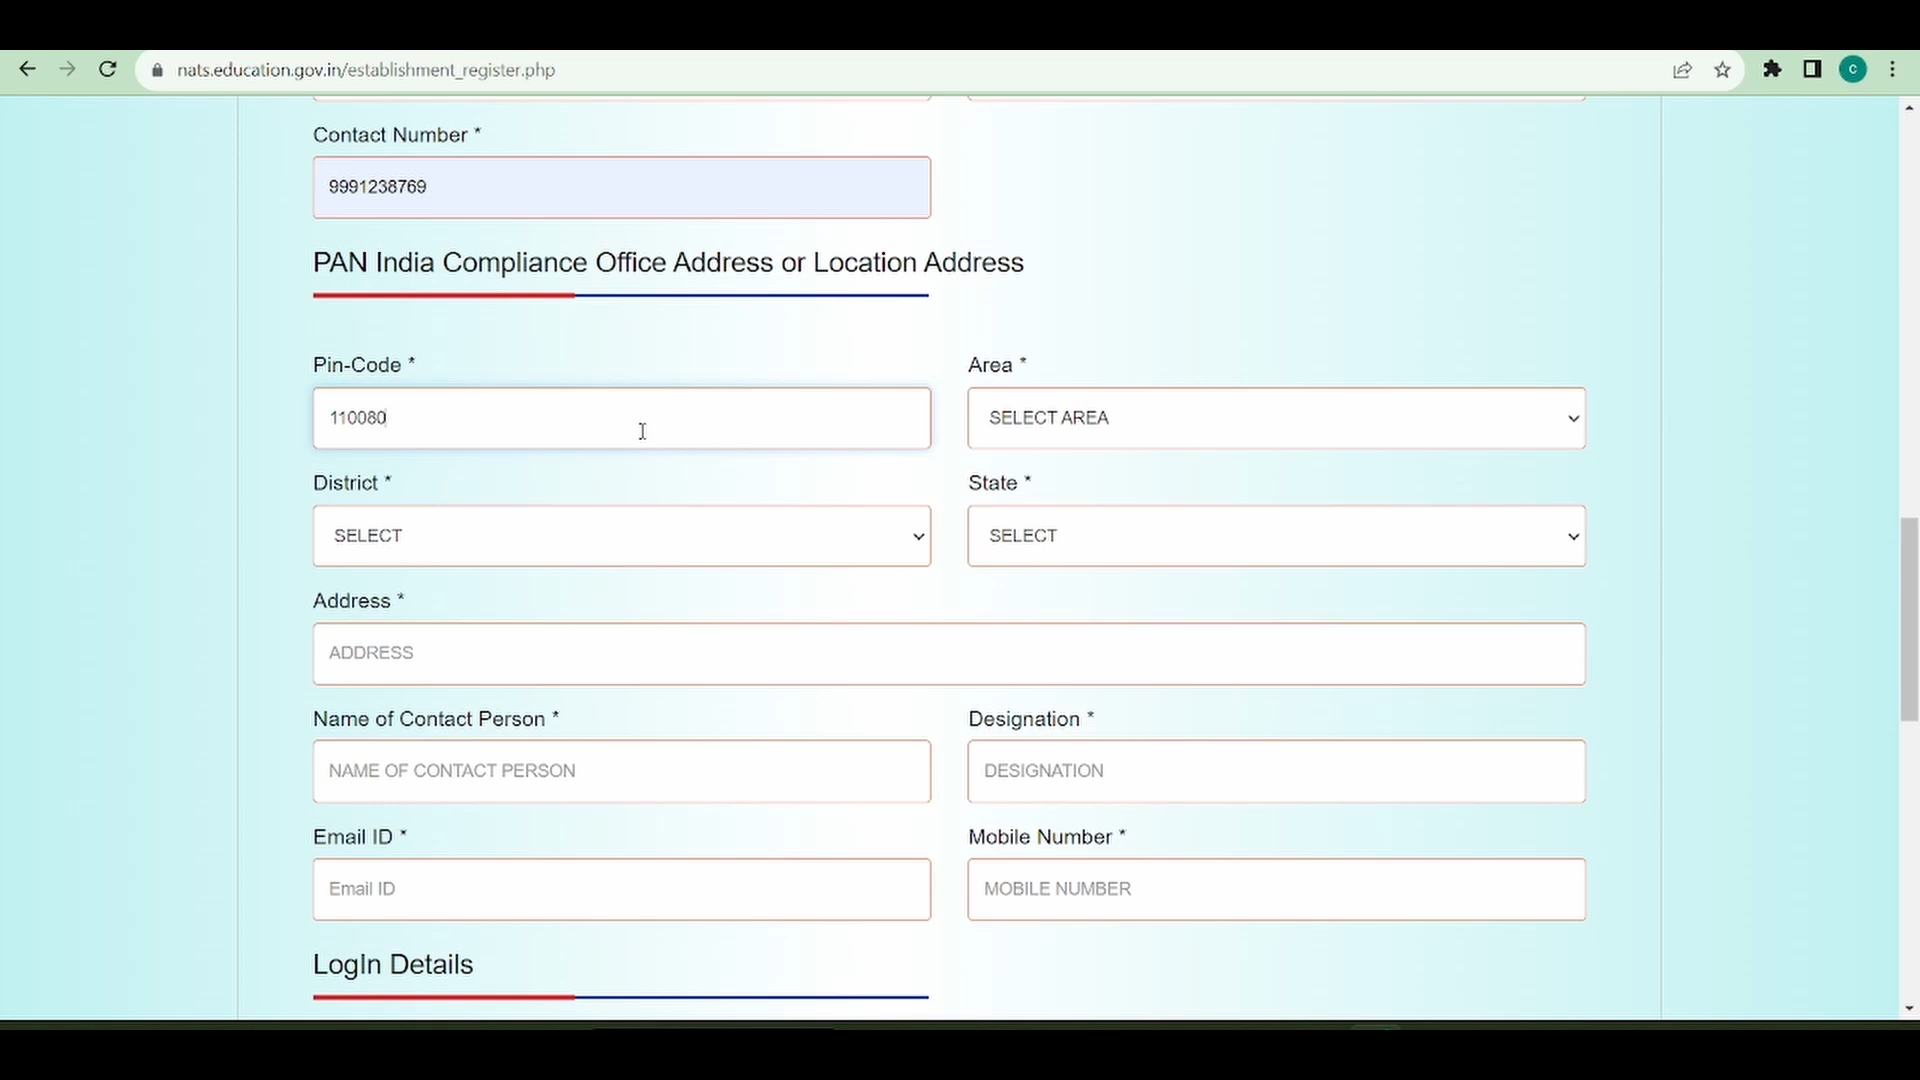 nats.education.gov.in/establishment_register.php
c
Contact Number *
9991238769
PAN India Compliance Office Address or Location Address
Pin-Code *
Area *
110080
SELECT AREA
District *
State *
SELECT
SELECT
Address *
ADDRESS
Name of Contact Person *
Designation *
NAME OF CONTACT PERSON
DESIGNATION
Email ID *
Mobile Number *
Email ID
MOBILE NUMBER
LogIn Details